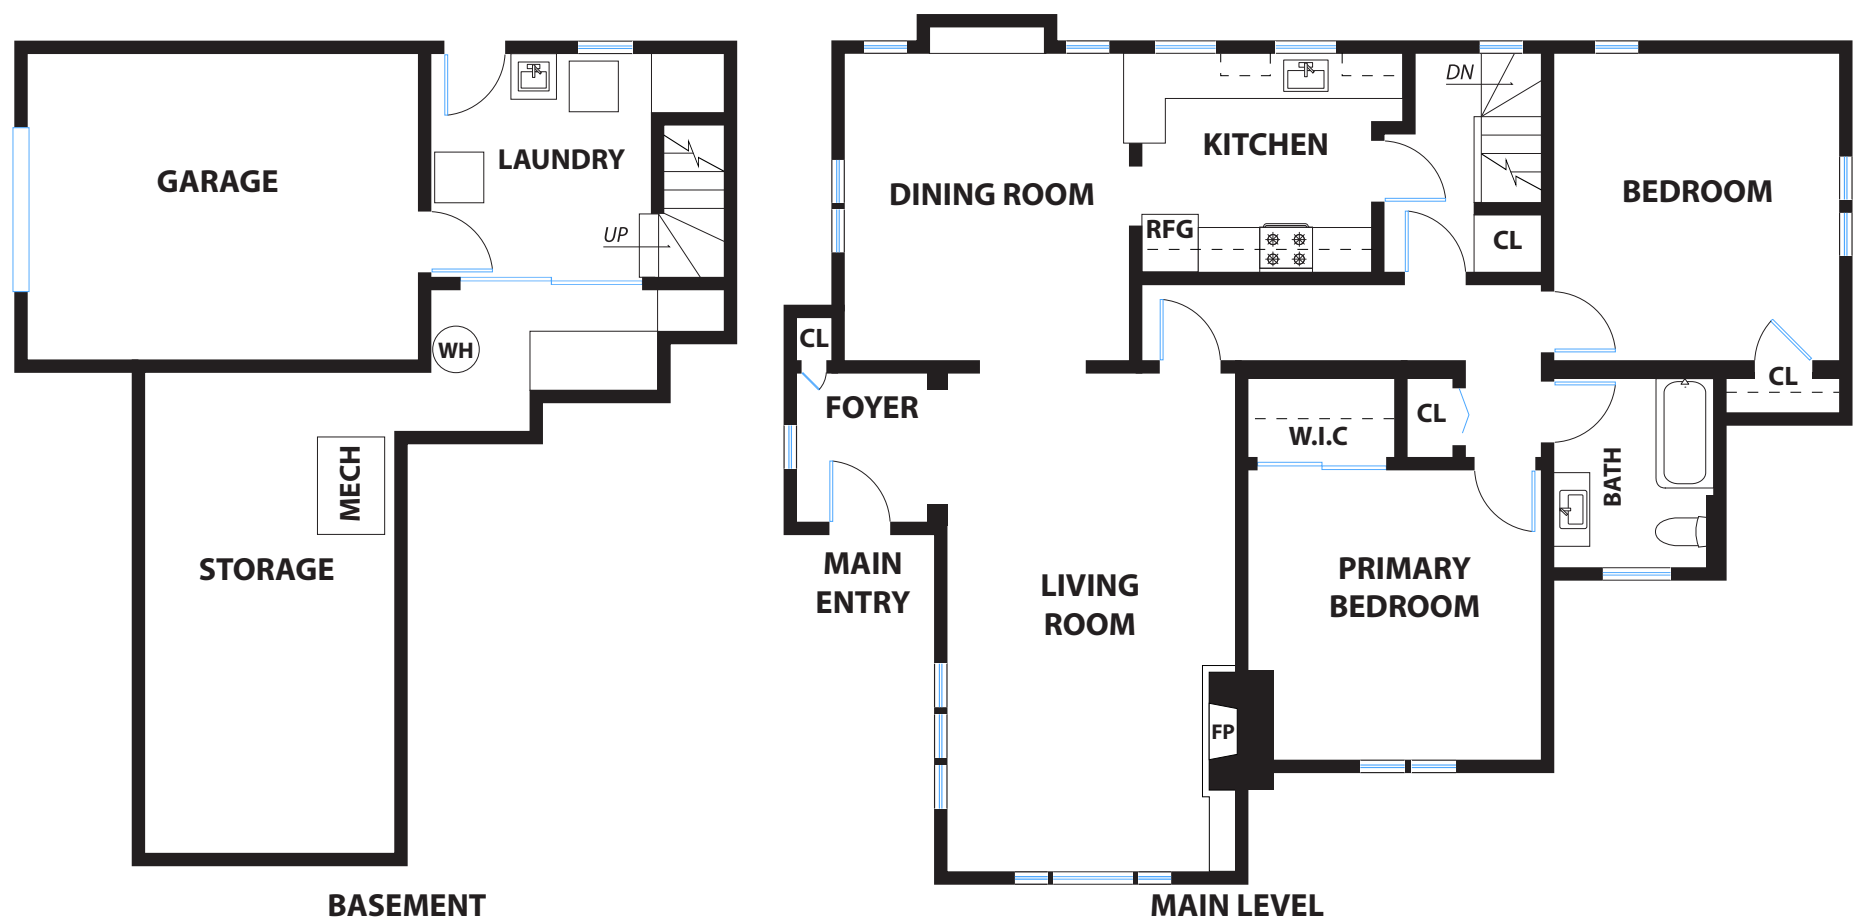 GARAGE
LAUNDRY
UP
WH
MECH
STORAGE
BASEMENT
DN
KITCHEN
DINING ROOM
BEDROOM
RFG
CL
CL
CL
CL
FOYER
W.I.C
BATH
MAIN
ENTRY
LIVING
ROOM
PRIMARY
BEDROOM
FP
MAIN LEVEL